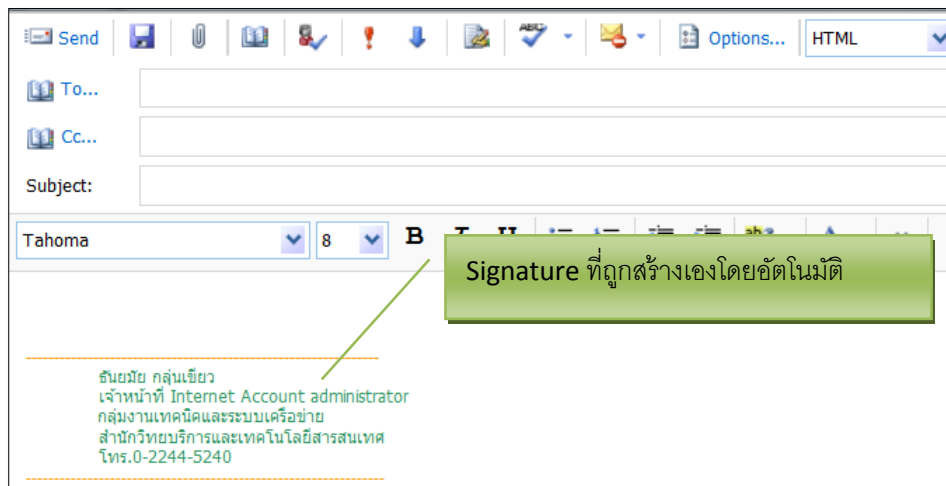 Send Options... HTML
To...
Cc...
Subject:
Tahoma 8 B
Signature ที่ถูกสร้างเองโดยอัตโนมัติ
ธันยมัย กลุ่นเขียว
เจ้าหน้าที่ Internet Account administrator
กลุ่มงานเทคนิคและระบบเครือข่าย
สำนักวิทยบริการและเทคโนโลยีสารสนเทศ
โทร.0-2244-5240